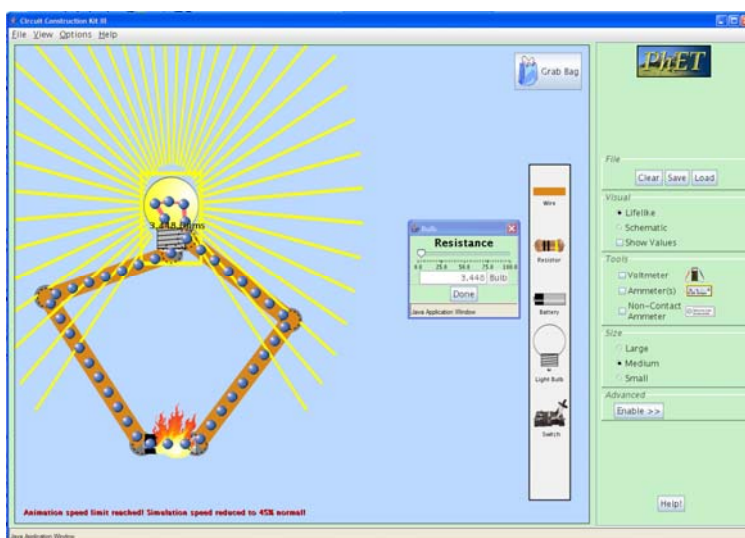 Circuit Construction Kit III
File View Options Help
Grab Bag
PhET
File
Clear Save Load
Visual
Lifelike
Schematic
Show Values
Tools
Voltmeter
Ammeter(s)
Non-Contact
Ammeter
Size
Large
Medium
Small
Advanced
Enable >>
Help!
Wire
Resistor
Battery
Light Bulb
Switch
3.448 Ohms
Bulb
Resistance
0.0 25.0 50.0 75.0 100.0
3.448 Bulb
Done
Java Application Window
Animation speed limit reached! Simulation speed reduced to 45% normal!
Java Application Window